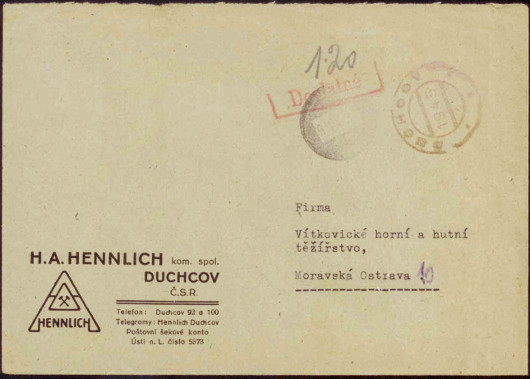 1·20
Doplatné
DUCHCOV
Firma
Vítkovické horní a hutní
těžířstvo,
Moravská Ostrava 10
H.A. HENNLICH kom. spol.
DUCHCOV
Č.S.R.
HENNLICH
Telefon: Duchcov 92 a 100
Telegramy: Hennlich Duchcov
Poštovní šekové konto
Ústí n. L. číslo